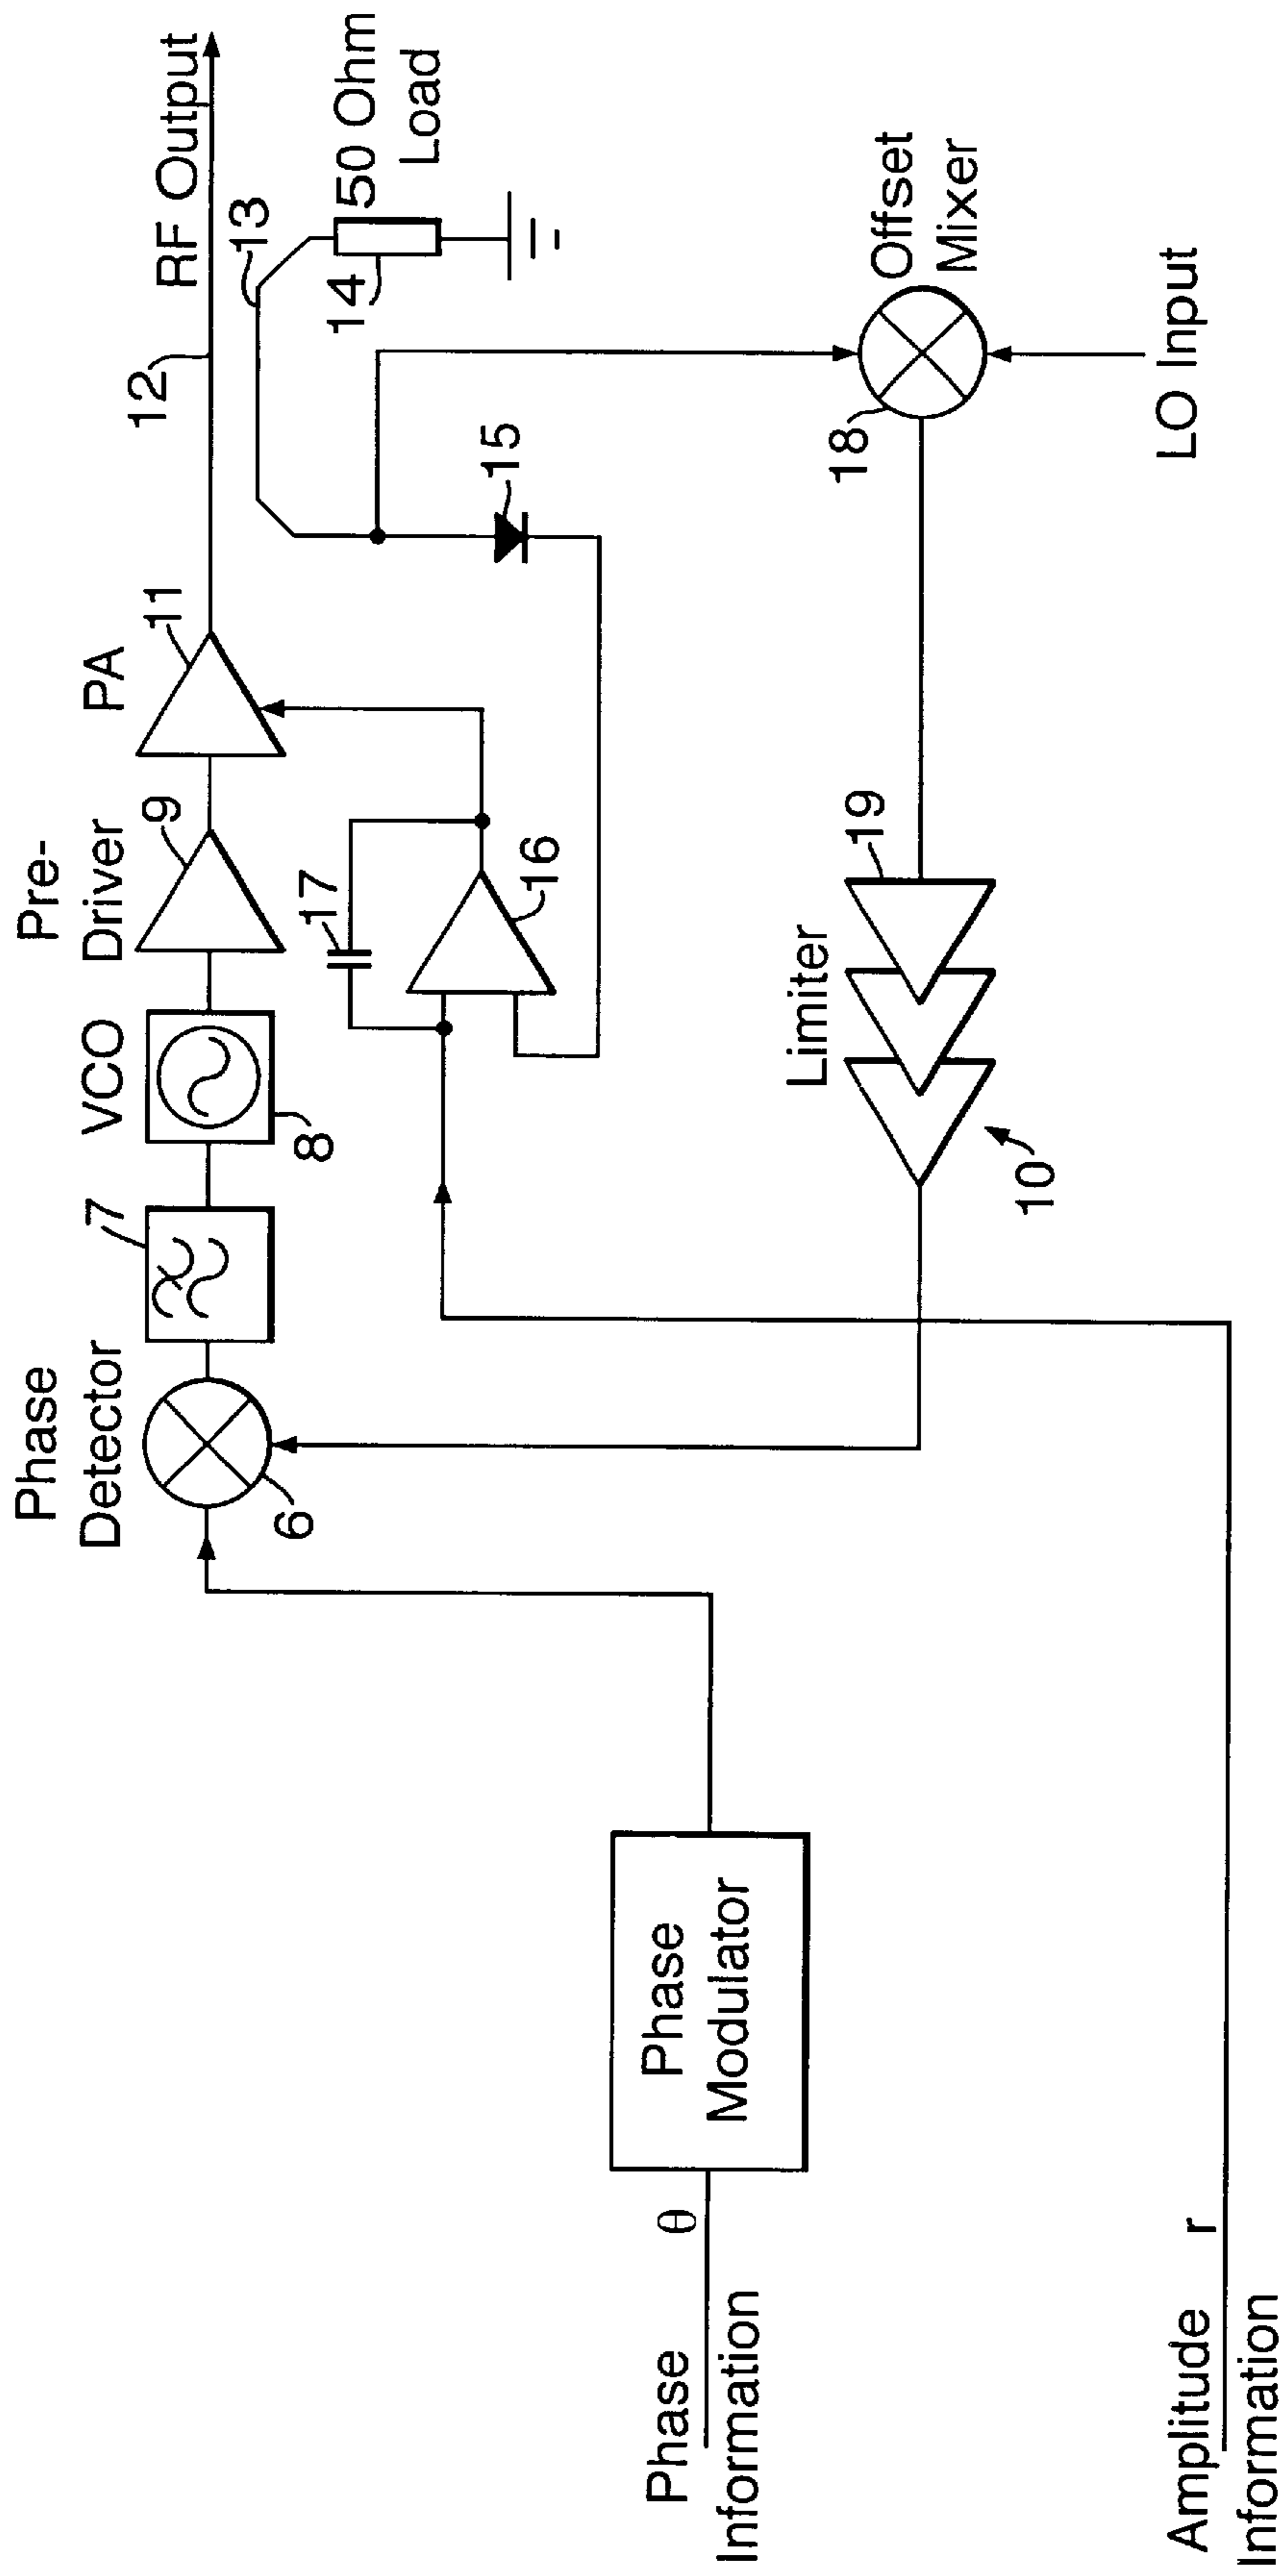 Phase
Detector
6
7
VCO
8
Pre-
Driver
9
PA
11
12
RF Output
13
14
50 Ohm
Load
15
16
17
Phase
Information
θ
Phase
Modulator
Limiter
10
19
18
Offset
Mixer
LO Input
Amplitude
Information
r